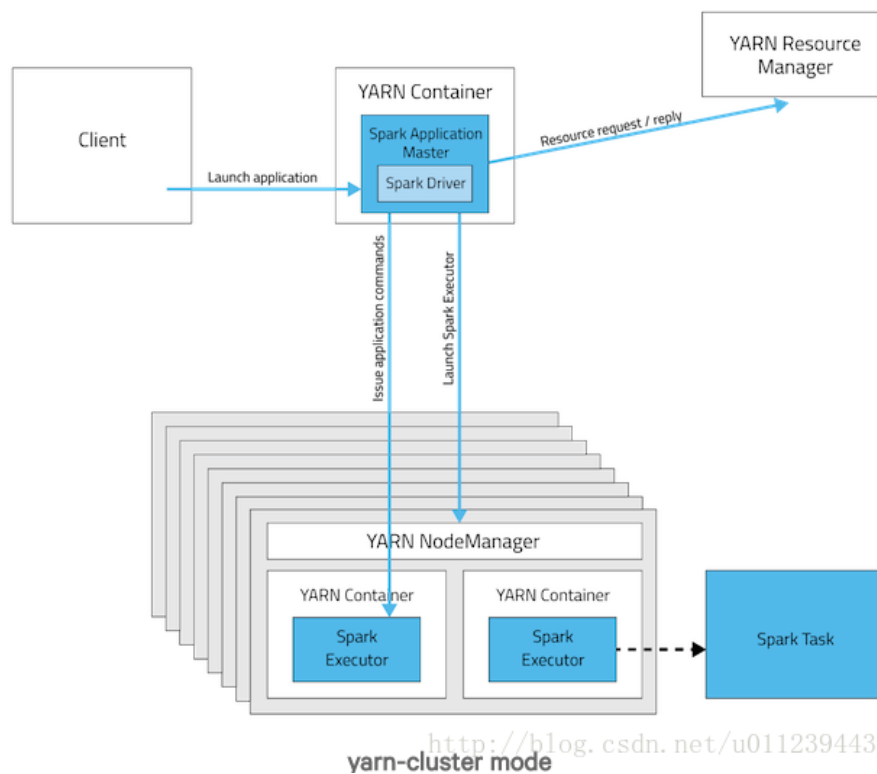 YARN Resource
Manager
YARN Container
Client
Spark Application
Master
Spark Driver
Launch application
Resource request / reply
Issue application commands
Launch Spark Executor
YARN NodeManager
YARN Container
YARN Container
Spark
Executor
Spark
Executor
Spark Task
http://blog.csdn.net/u011239443
yarn-cluster mode